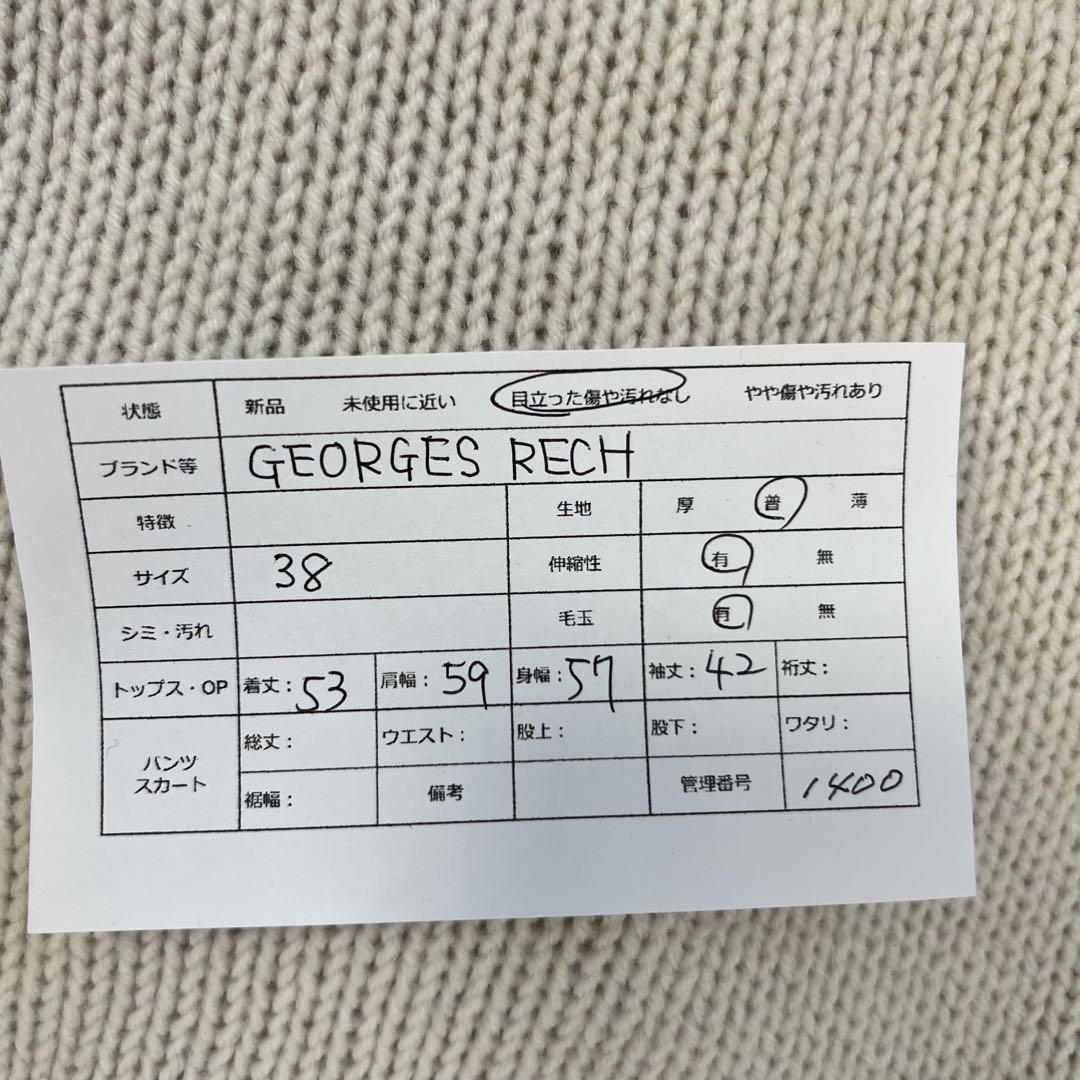 状態 新品 未使用に近い 目立った傷や汚れなし やや傷や汚れあり
ブランド等 GEORGES RECH
特徴 生地 厚 普 薄
サイズ 38 伸縮性 有 無
シミ・汚れ 毛玉 有 無
トップス・OP 着丈：53 肩幅：59 身幅：57 袖丈：42 裄丈：
パンツ スカート 総丈： ウエスト： 股上： 股下： ワタリ：
裾幅： 備考 管理番号 1400